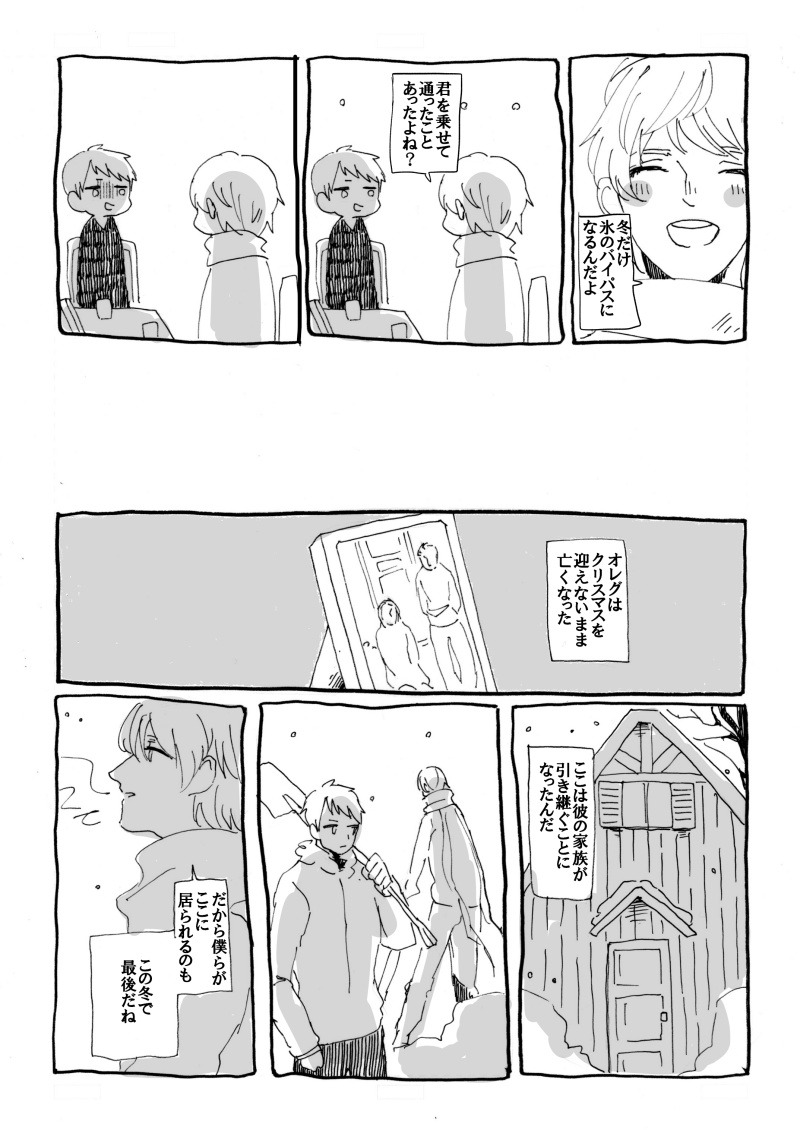 冬だけ
氷のバイパスに
なるんだよ
君を乗せて
通ったこと
あったよね？
オレグは
クリスマスを
迎えないまま
亡くなった
ここは彼の家族が
引き継ぐことに
なったんだ
だから僕らが
ここに
居られるのも
この冬で
最後だね